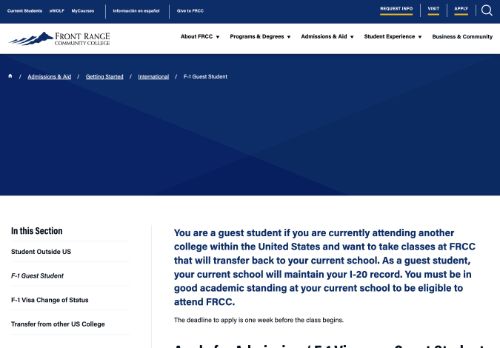 Current Students eWOLF MyCourses Información en español Give to FRCC REQUEST INFO VISIT APPLY
FRONT RANGE
COMMUNITY COLLEGE
About FRCC Programs & Degrees Admissions & Aid Student Experience Business & Community
/ Admissions & Aid / Getting Started / International / F-1 Guest Student
In this Section
Student Outside US
F-1 Guest Student
F-1 Visa Change of Status
Transfer from other US College
You are a guest student if you are currently attending another
college within the United States and want to take classes at FRCC
that will transfer back to your current school. As a guest student,
your current school will maintain your I-20 record. You must be in
good academic standing at your current school to be eligible to
attend FRCC.
The deadline to apply is one week before the class begins.